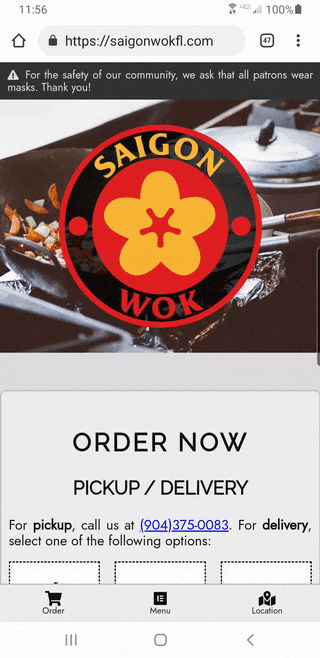 11:56
100%
https://saigonwokfl.com
47
For the safety of our community, we ask that all patrons wear
masks. Thank you!
SAIGON
WOK
ORDER NOW
PICKUP / DELIVERY
For pickup, call us at (904)375-0083. For delivery,
select one of the following options:
Order
Menu
Location